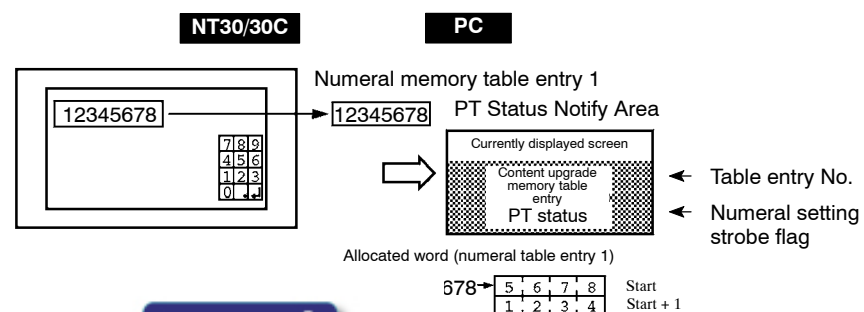 NT30/30C
PC
Numeral memory table entry 1
12345678
12345678
PT Status Notify Area
7 8 9
4 5 6
1 2 3
0 . ↲
Currently displayed screen
Content upgrade
memory table
entry
PT status
Table entry No.
Numeral setting
strobe flag
Allocated word (numeral table entry 1)
678
5 6 7 8 Start
1 2 3 4 Start + 1